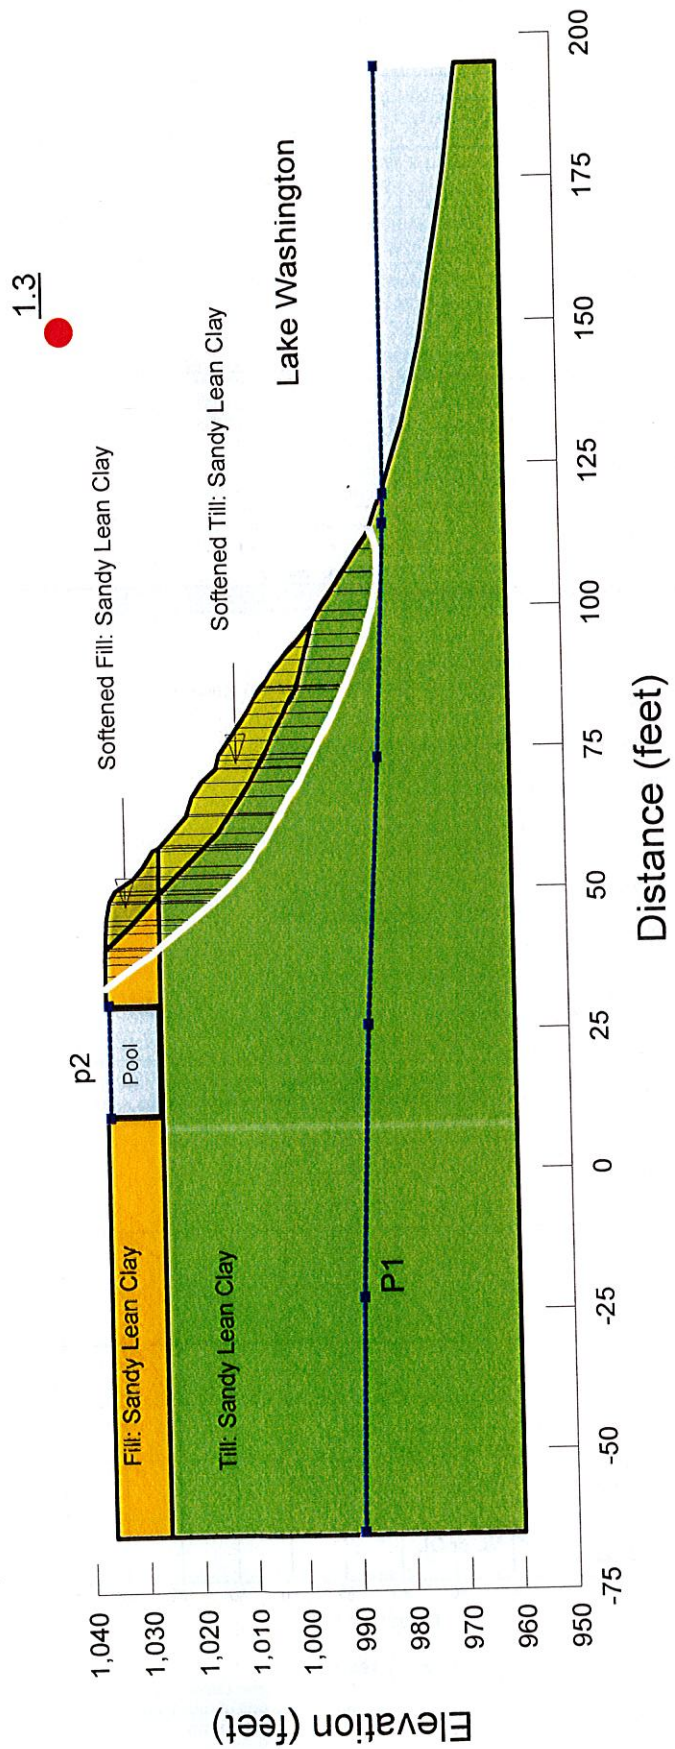 1.3
Softened Fill: Sandy Lean Clay
Softened Till: Sandy Lean Clay
Lake Washington
p2
Pool
Fill: Sandy Lean Clay
Till: Sandy Lean Clay
P1
Elevation (feet)
1,040
1,030
1,020
1,010
1,000
990
980
970
960
950
-75
-50
-25
0
25
50
75
100
125
150
175
200
Distance (feet)